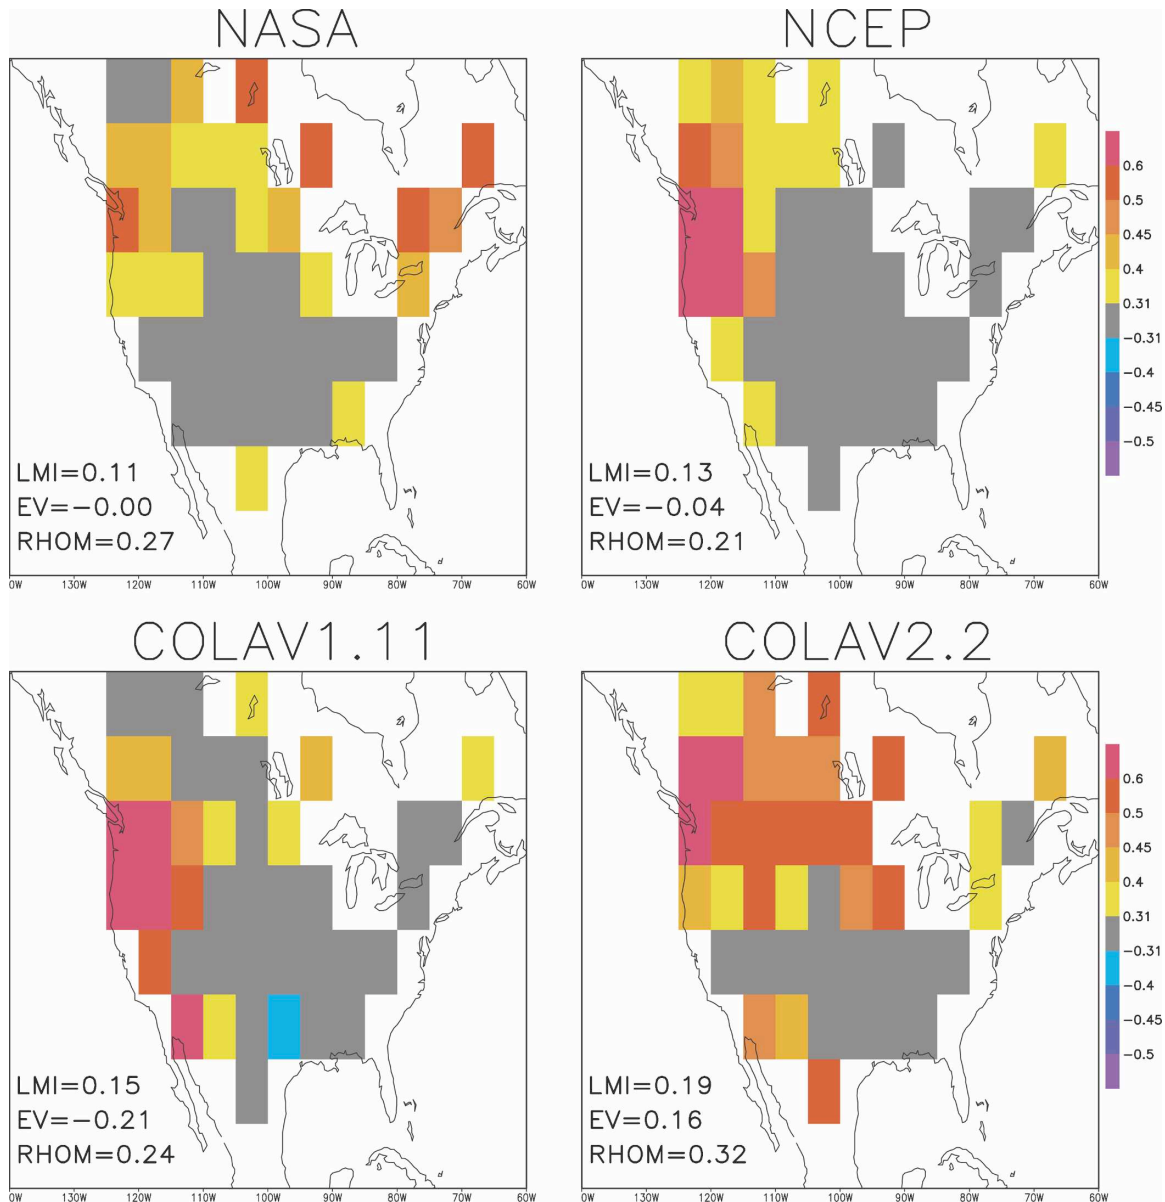 NASA
NCEP
LMI=0.11
EV=-0.00
RHOM=0.27
0W 130W 120W 110W 100W 90W 80W 70W 60W
LMI=0.13
EV=-0.04
RHOM=0.21
0W 130W 120W 110W 100W 90W 80W 70W 60W
0.6
0.5
0.45
0.4
0.31
-0.31
-0.4
-0.45
-0.5
COLAV1.11
COLAV2.2
LMI=0.15
EV=-0.21
RHOM=0.24
0W 130W 120W 110W 100W 90W 80W 70W 60W
LMI=0.19
EV=0.16
RHOM=0.32
0W 130W 120W 110W 100W 90W 80W 70W 60W
0.6
0.5
0.45
0.4
0.31
-0.31
-0.4
-0.45
-0.5